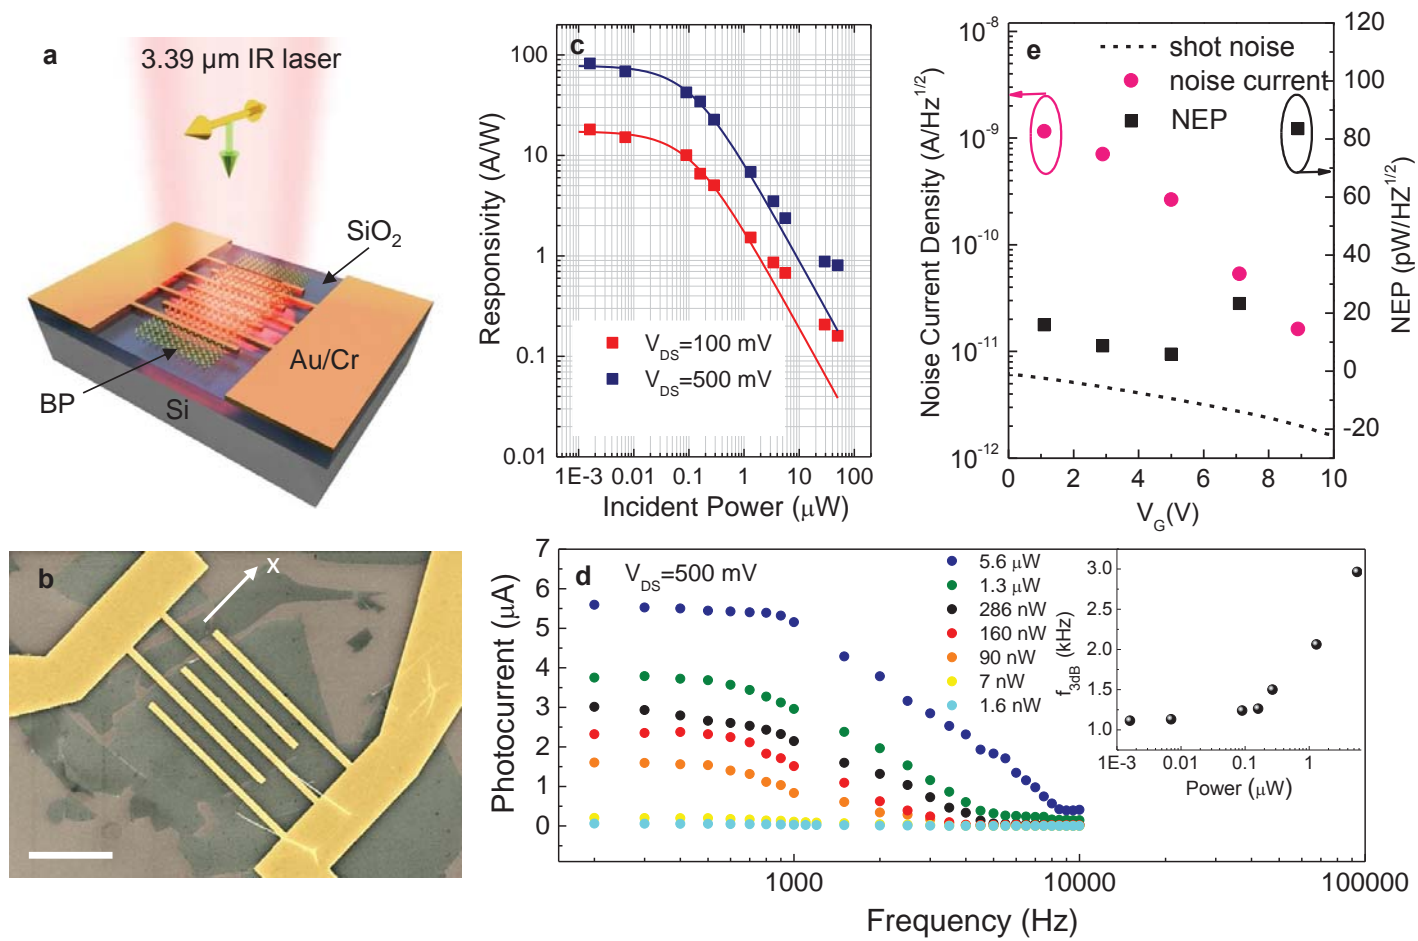 a
3.39 μm IR laser
SiO2
Au/Cr
BP
Si
b
x
c
Responsivity (A/W)
100
10
1
0.1
0.01
VDS=100 mV
VDS=500 mV
1E-3 0.01 0.1 1 10 100
Incident Power (μW)
e
Noise Current Density (A/Hz1/2)
10-8
10-9
10-10
10-11
10-12
shot noise
noise current
NEP
120
100
80
60
40
20
0
-20
NEP (pW/HZ1/2)
0 2 4 6 8 10
VG(V)
d
VDS=500 mV
Photocurrent (μA)
7
6
5
4
3
2
1
0
5.6 μW
1.3 μW
286 nW
160 nW
90 nW
7 nW
1.6 nW
f3dB (kHz)
3.0
2.5
2.0
1.5
1.0
1E-3 0.01 0.1 1
Power (μW)
1000 10000 100000
Frequency (Hz)